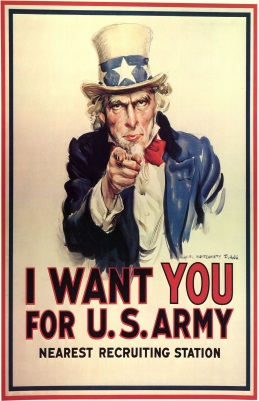 I WANT YOU
FOR U.S. ARMY
NEAREST RECRUITING STATION